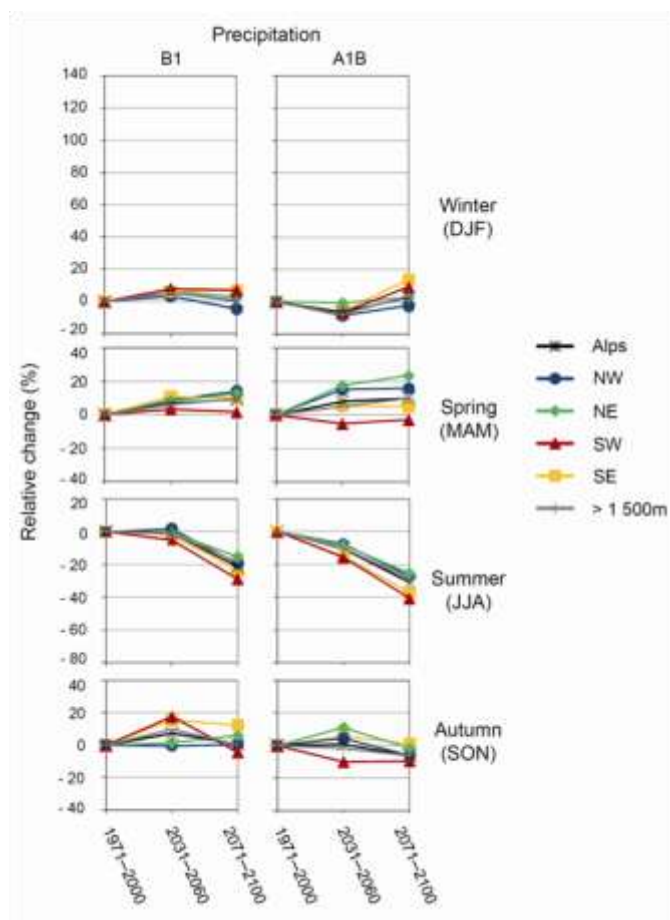 Precipitation
B1
A1B
140
120
100
80
60
40
20
0
- 20
Winter
(DJF)
40
20
0
- 20
- 40
Spring
(MAM)
20
0
- 20
- 40
- 60
- 80
Summer
(JJA)
40
20
0
- 20
- 40
Autumn
(SON)
Relative change (%)
Alps
NW
NE
SW
SE
> 1 500m
1971–2000
2031–2060
2071–2100
1971–2000
2031–2060
2071–2100